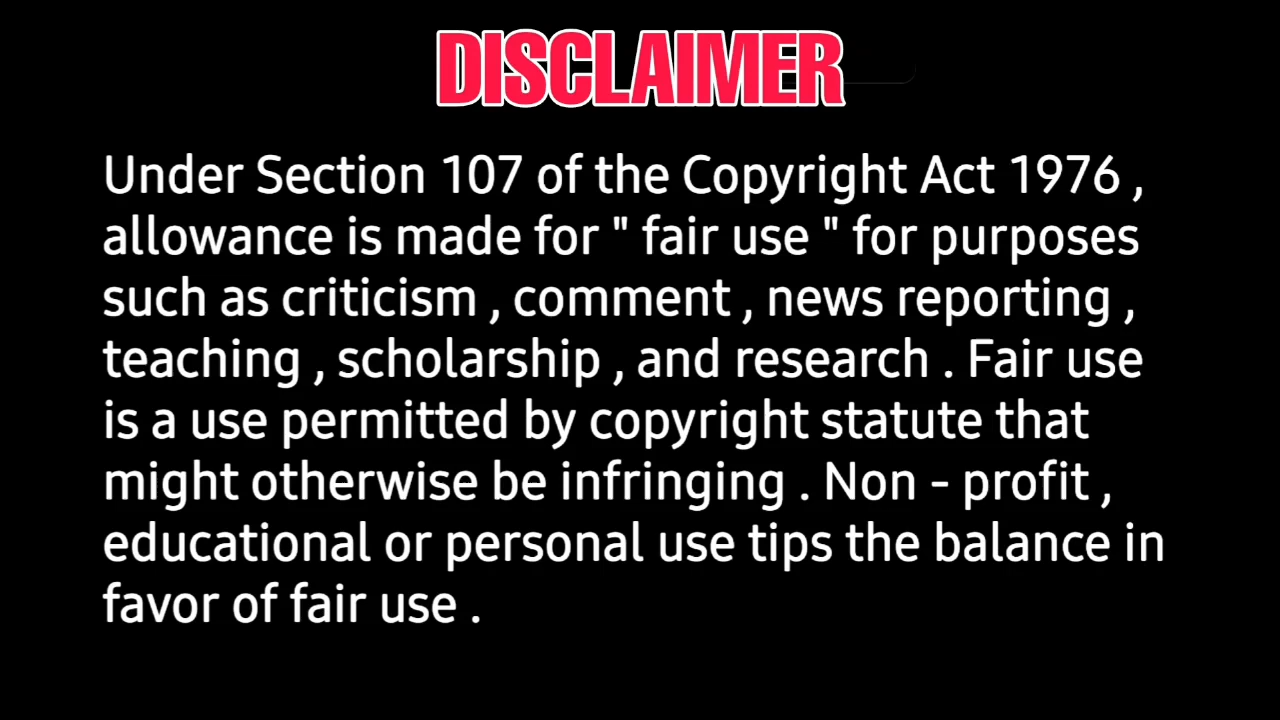 DISCLAIMER
Under Section 107 of the Copyright Act 1976 ,
allowance is made for " fair use " for purposes
such as criticism , comment , news reporting ,
teaching , scholarship , and research . Fair use
is a use permitted by copyright statute that
might otherwise be infringing . Non - profit ,
educational or personal use tips the balance in
favor of fair use .